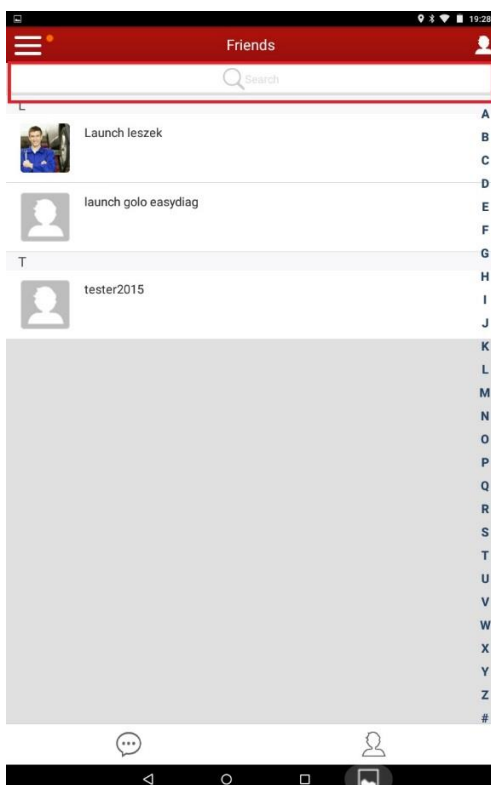 19:28
Friends
Search
L
Launch leszek
launch golo easydiag
T
tester2015
A
B
C
D
E
F
G
H
I
J
K
L
M
N
O
P
Q
R
S
T
U
V
W
X
Y
Z
#